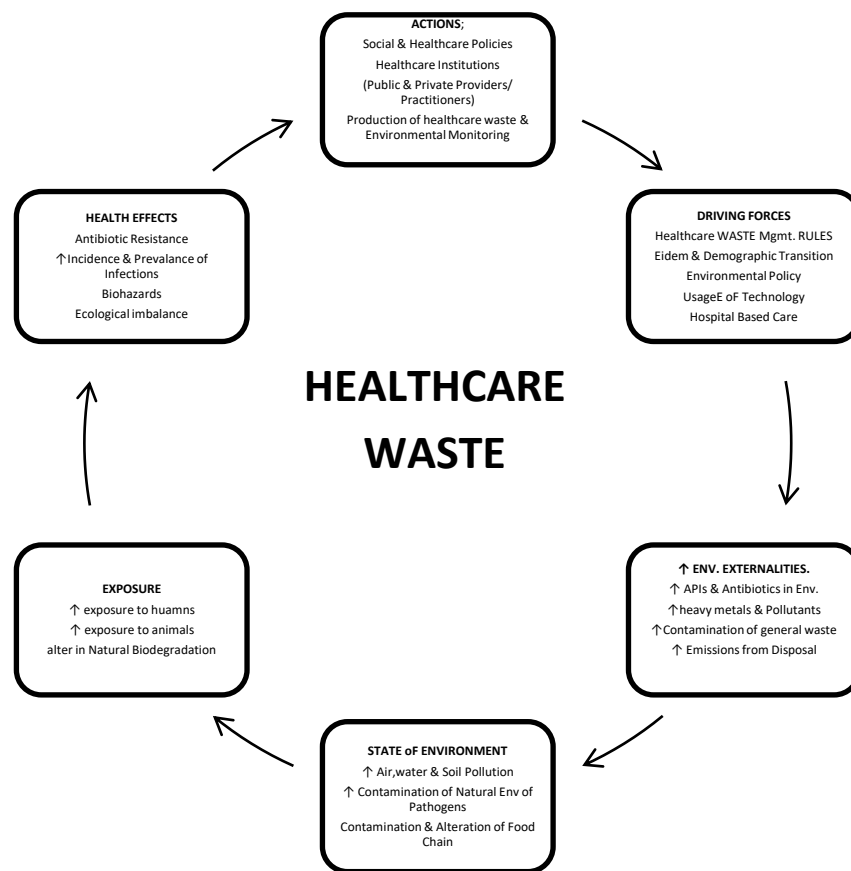 ACTIONS;
Social & Healthcare Policies
Healthcare Institutions
(Public & Private Providers/
Practitioners)
Production of healthcare waste &
Environmental Monitoring
HEALTH EFFECTS
Antibiotic Resistance
↑Incidence & Prevalance of
Infections
Biohazards
Ecological imbalance
DRIVING FORCES
Healthcare WASTE Mgmt. RULES
Eidem & Demographic Transition
Environmental Policy
UsageE oF Technology
Hospital Based Care
HEALTHCARE
WASTE
EXPOSURE
↑ exposure to huamns
↑ exposure to animals
alter in Natural Biodegradation
↑ ENV. EXTERNALITIES.
↑ APIs & Antibiotics in Env.
↑heavy metals & Pollutants
↑Contamination of general waste
↑ Emissions from Disposal
STATE oF ENVIRONMENT
↑ Air,water & Soil Pollution
↑ Contamination of Natural Env of
Pathogens
Contamination & Alteration of Food
Chain